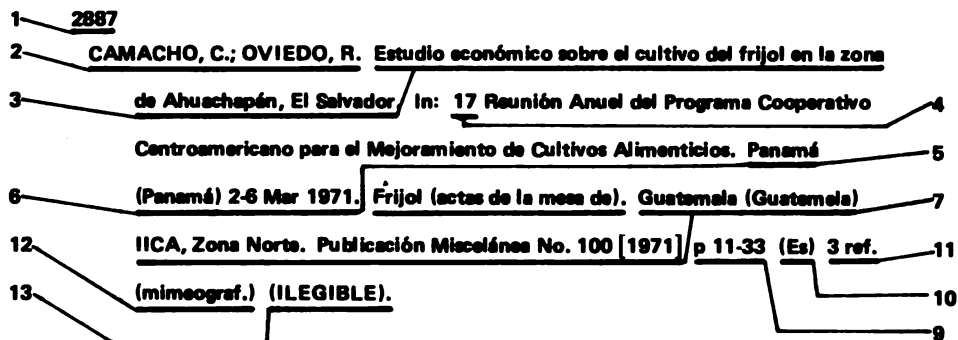 1 2887
2 CAMACHO, C.; OVIEDO, R. Estudio económico sobre el cultivo del frijol en la zona
3 de Ahuachapán, El Salvador, In: 17 Reunión Anuel del Programa Cooperativo 4
Centroamericano para el Mejoramiento de Cultivos Alimenticios. Panamá 5
6 (Panamá) 2-6 Mar 1971. Frijol (actas de la mesa de). Guatemala (Guatemala) 7
12 IICA, Zona Norte. Publicación Miscelánea No. 100 [1971] p 11-33 (Es) 3 ref. 11
13 (mimeograf.) (ILEGIBLE). 10
9